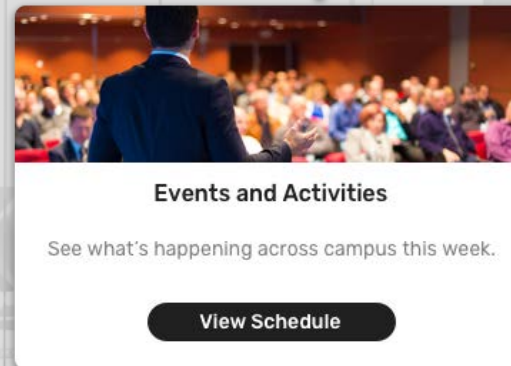 Events and Activities
See what's happening across campus this week.
View Schedule